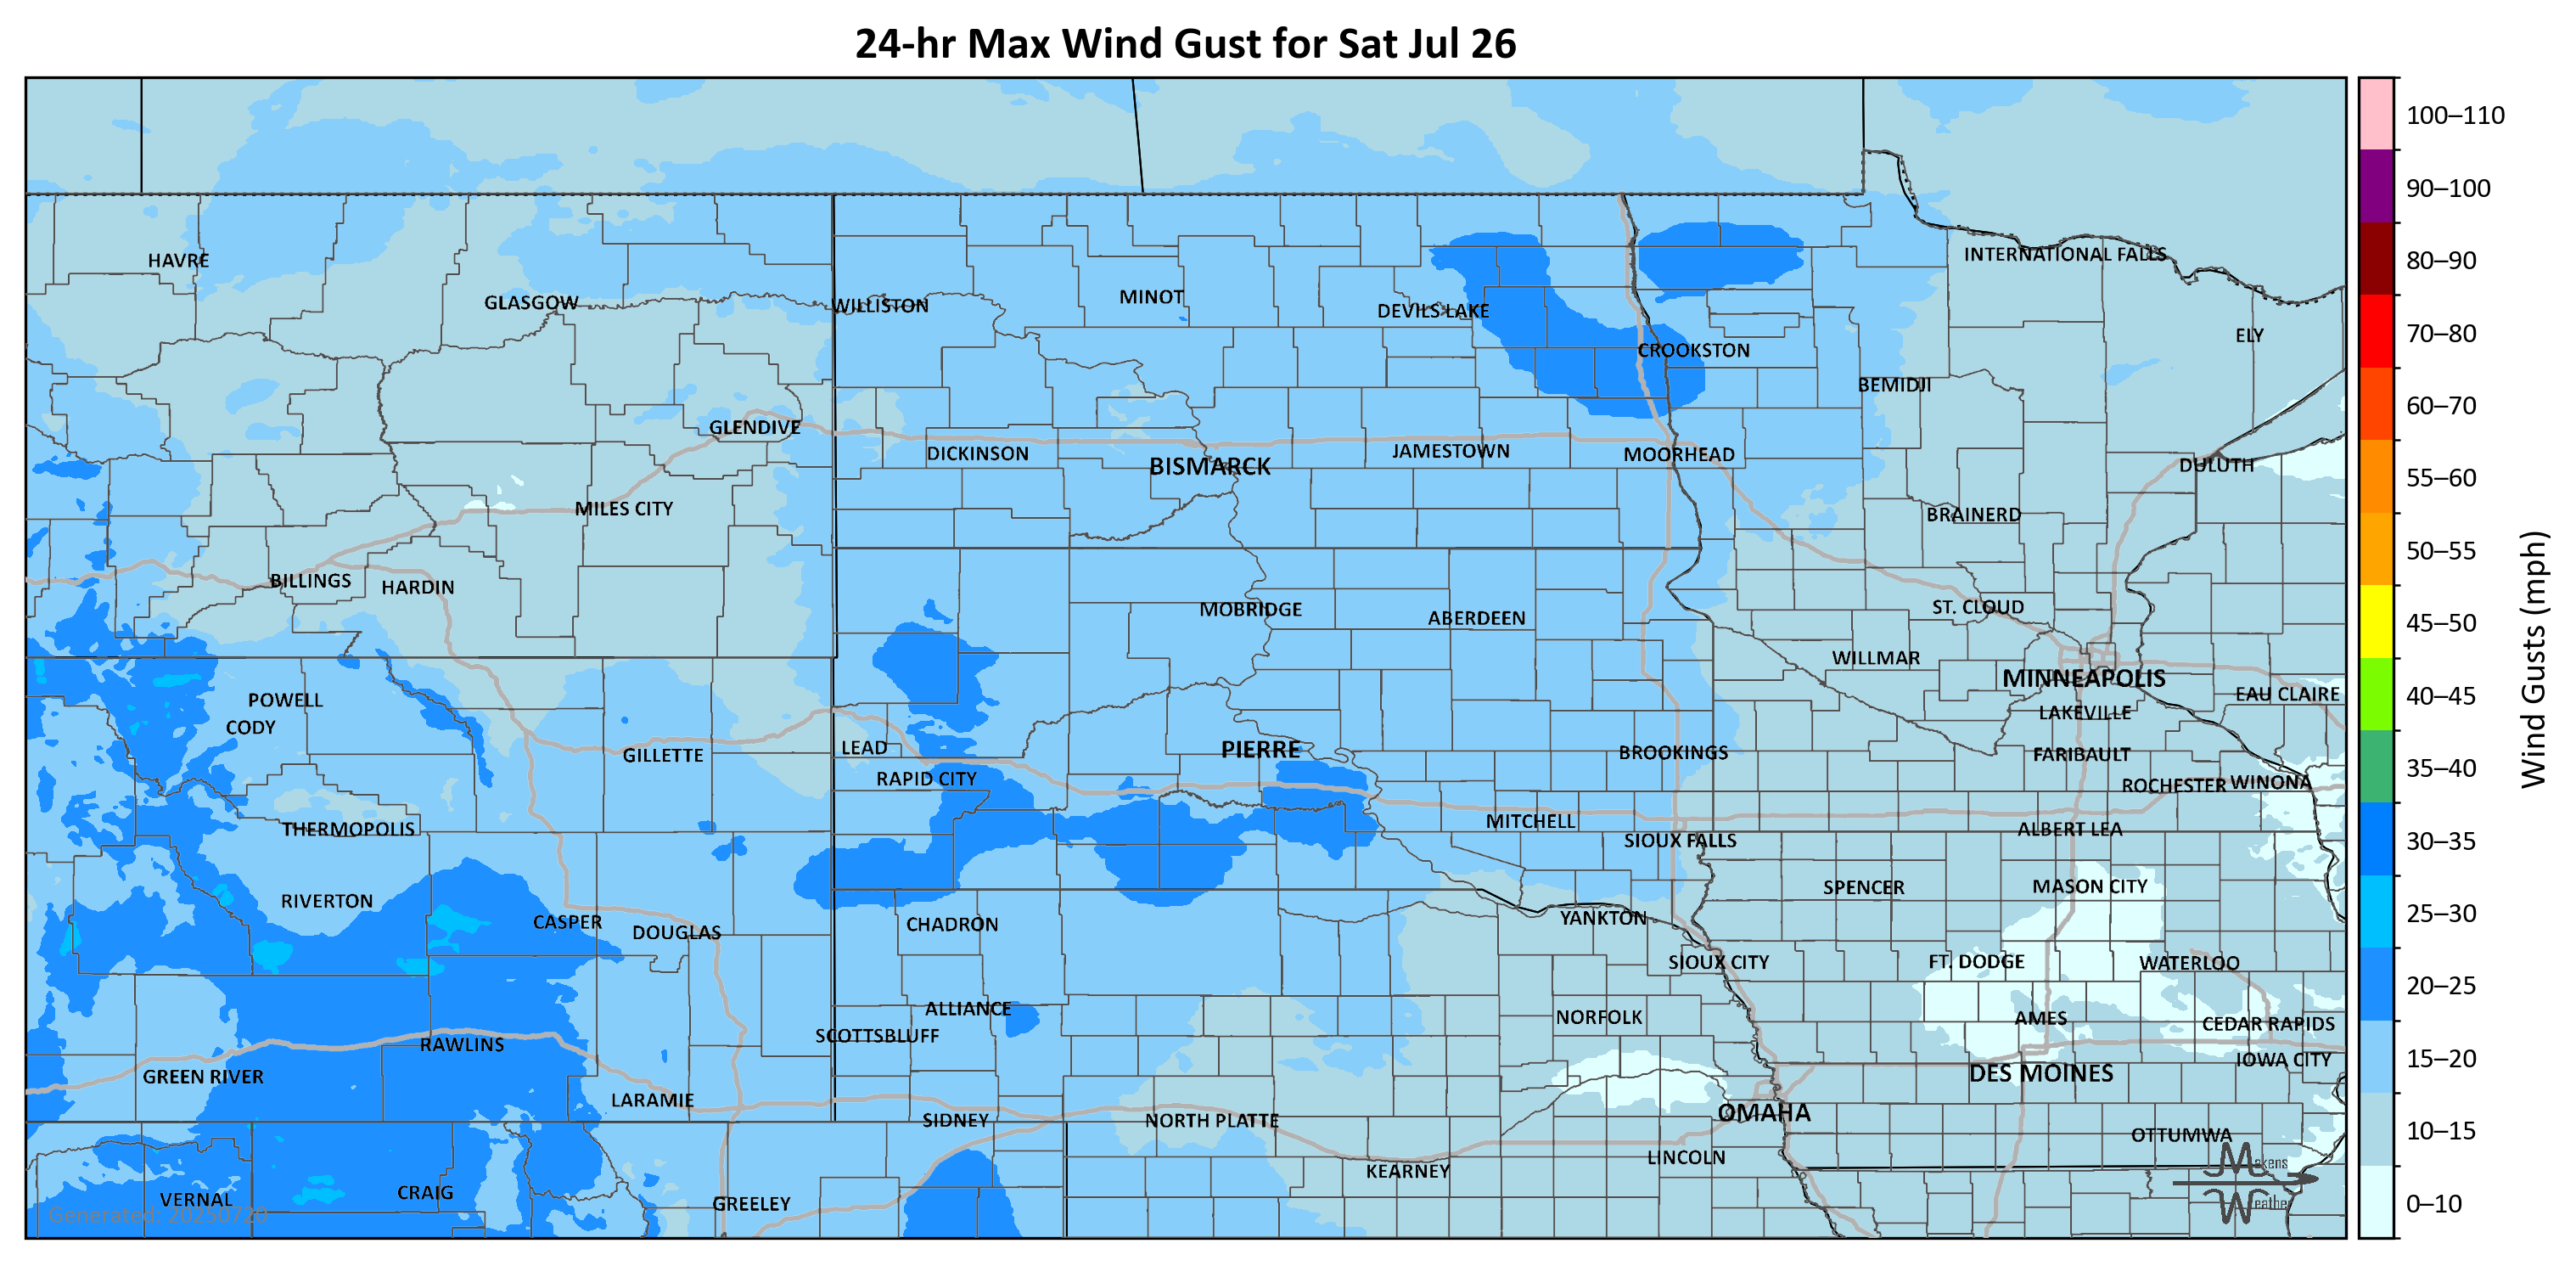 24-hr Max Wind Gust for Sat Jul 26
100–110
90–100
80–90
70–80
60–70
55–60
50–55
45–50
40–45
35–40
30–35
25–30
20–25
15–20
10–15
0–10
Wind Gusts (mph)
HAVRE
GLASGOW
WILLISTON
MINOT
DEVILS LAKE
CROOKSTON
INTERNATIONAL FALLS
ELY
BEMIDJI
GLENDIVE
DICKINSON
BISMARCK
JAMESTOWN
MOORHEAD
DULUTH
MILES CITY
BRAINERD
BILLINGS
HARDIN
MOBRIDGE
ABERDEEN
ST. CLOUD
WILLMAR
MINNEAPOLIS
EAU CLAIRE
POWELL
CODY
LAKEVILLE
GILLETTE
LEAD
PIERRE
BROOKINGS
FARIBAULT
RAPID CITY
ROCHESTER
WINONA
THERMOPOLIS
MITCHELL
SIOUX FALLS
ALBERT LEA
RIVERTON
SPENCER
MASON CITY
CASPER
DOUGLAS
CHADRON
YANKTON
SIOUX CITY
FT. DODGE
WATERLOO
ALLIANCE
SCOTTSBLUFF
NORFOLK
AMES
CEDAR RAPIDS
RAWLINS
IOWA CITY
GREEN RIVER
DES MOINES
LARAMIE
SIDNEY
NORTH PLATTE
OMAHA
OTTUMWA
KEARNEY
LINCOLN
VERNAL
CRAIG
GREELEY
Generated: 20250720
Makens
Weather